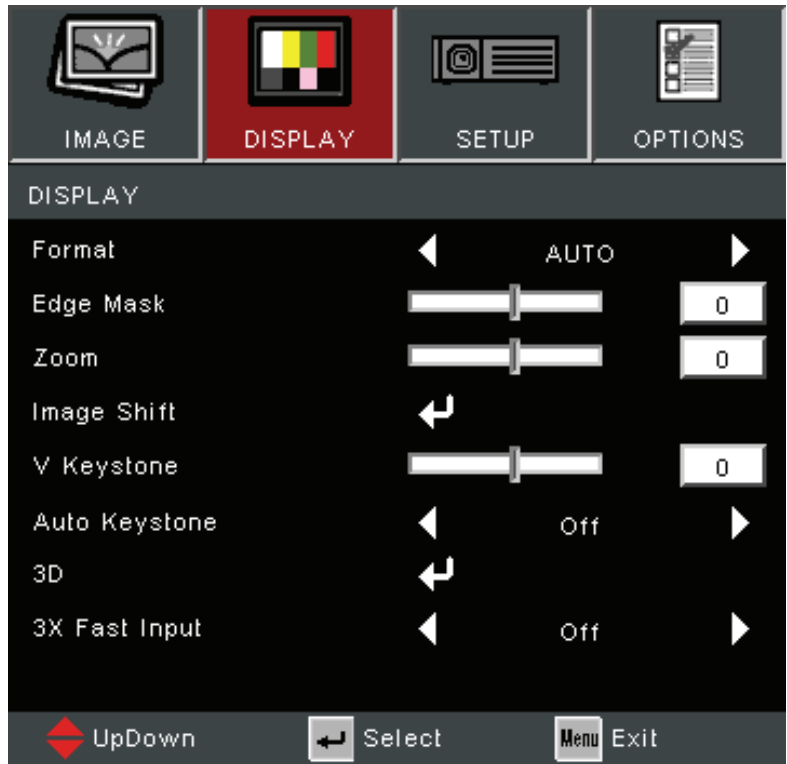 IMAGE DISPLAY SETUP OPTIONS
DISPLAY
Format AUTO
Edge Mask 0
Zoom 0
Image Shift
V Keystone 0
Auto Keystone Off
3D
3X Fast Input Off
UpDown Select Menu Exit